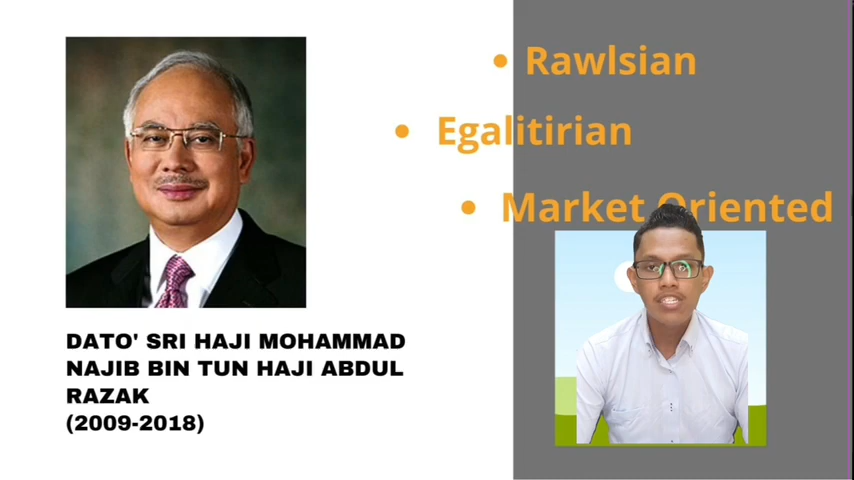 • Rawlsian
• Egalitirian
• Market Oriented
DATO' SRI HAJI MOHAMMAD
NAJIB BIN TUN HAJI ABDUL
RAZAK
(2009-2018)